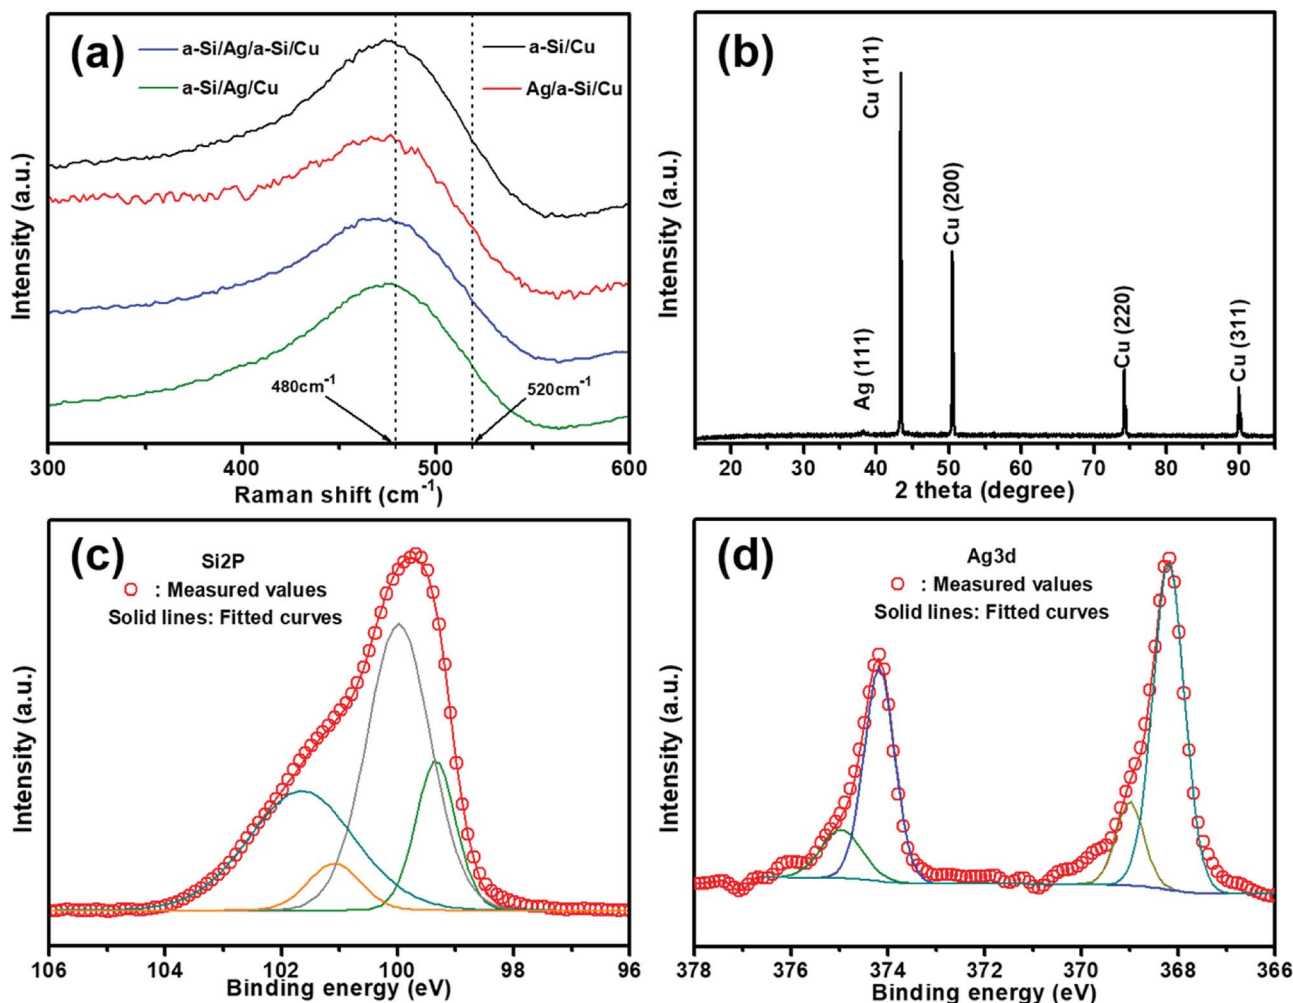 (a)
a-Si/Ag/a-Si/Cu
a-Si/Cu
a-Si/Ag/Cu
Ag/a-Si/Cu
Intensity (a.u.)
480cm-1
520cm-1
300
400
500
600
Raman shift (cm-1)
(b)
Intensity (a.u.)
Ag (111)
Cu (111)
Cu (200)
Cu (220)
Cu (311)
20
30
40
50
60
70
80
90
2 theta (degree)
(c)
Si2P
: Measured values
Solid lines: Fitted curves
Intensity (a.u.)
106
104
102
100
98
96
Binding energy (eV)
(d)
Ag3d
: Measured values
Solid lines: Fitted curves
Intensity (a.u.)
378
376
374
372
370
368
366
Binding energy (eV)